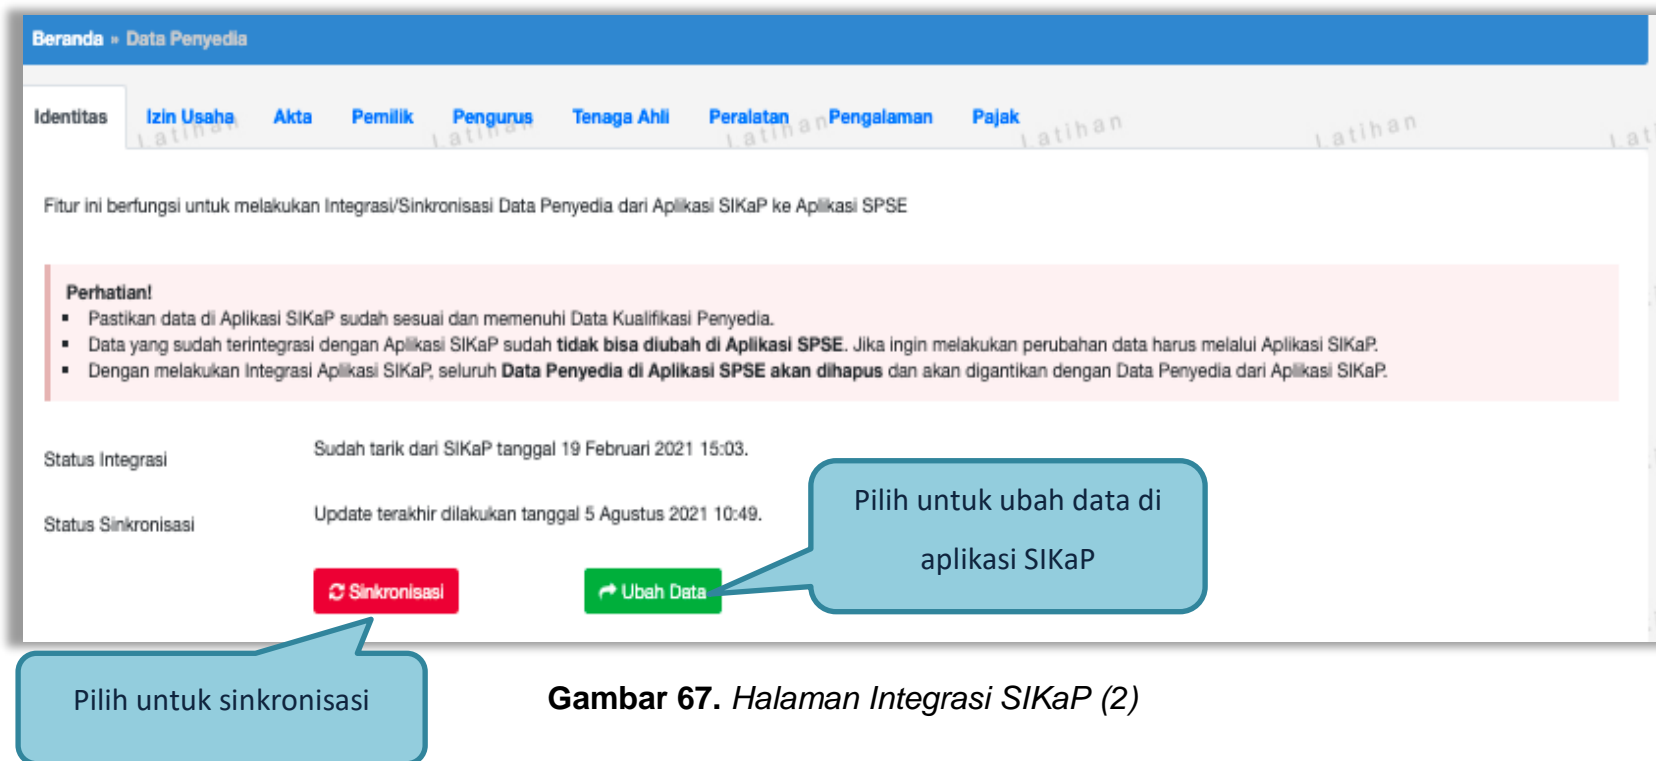 Beranda » Data Penyedia
Identitas Izin Usaha Akta Pemilik Pengurus Tenaga Ahli Peralatan Pengalaman Pajak
Latihan Latihan Latihan Latihan Latihan
Fitur ini berfungsi untuk melakukan Integrasi/Sinkronisasi Data Penyedia dari Aplikasi SIKaP ke Aplikasi SPSE
Perhatian!
▪ Pastikan data di Aplikasi SIKaP sudah sesuai dan memenuhi Data Kualifikasi Penyedia.
▪ Data yang sudah terintegrasi dengan Aplikasi SIKaP sudah tidak bisa diubah di Aplikasi SPSE. Jika ingin melakukan perubahan data harus melalui Aplikasi SIKaP.
▪ Dengan melakukan Integrasi Aplikasi SIKaP, seluruh Data Penyedia di Aplikasi SPSE akan dihapus dan akan digantikan dengan Data Penyedia dari Aplikasi SIKaP.
Status Integrasi Sudah tarik dari SIKaP tanggal 19 Februari 2021 15:03.
Status Sinkronisasi Update terakhir dilakukan tanggal 5 Agustus 2021 10:49.
Pilih untuk ubah data di
aplikasi SIKaP
Sinkronisasi Ubah Data
Pilih untuk sinkronisasi
Gambar 67. Halaman Integrasi SIKaP (2)